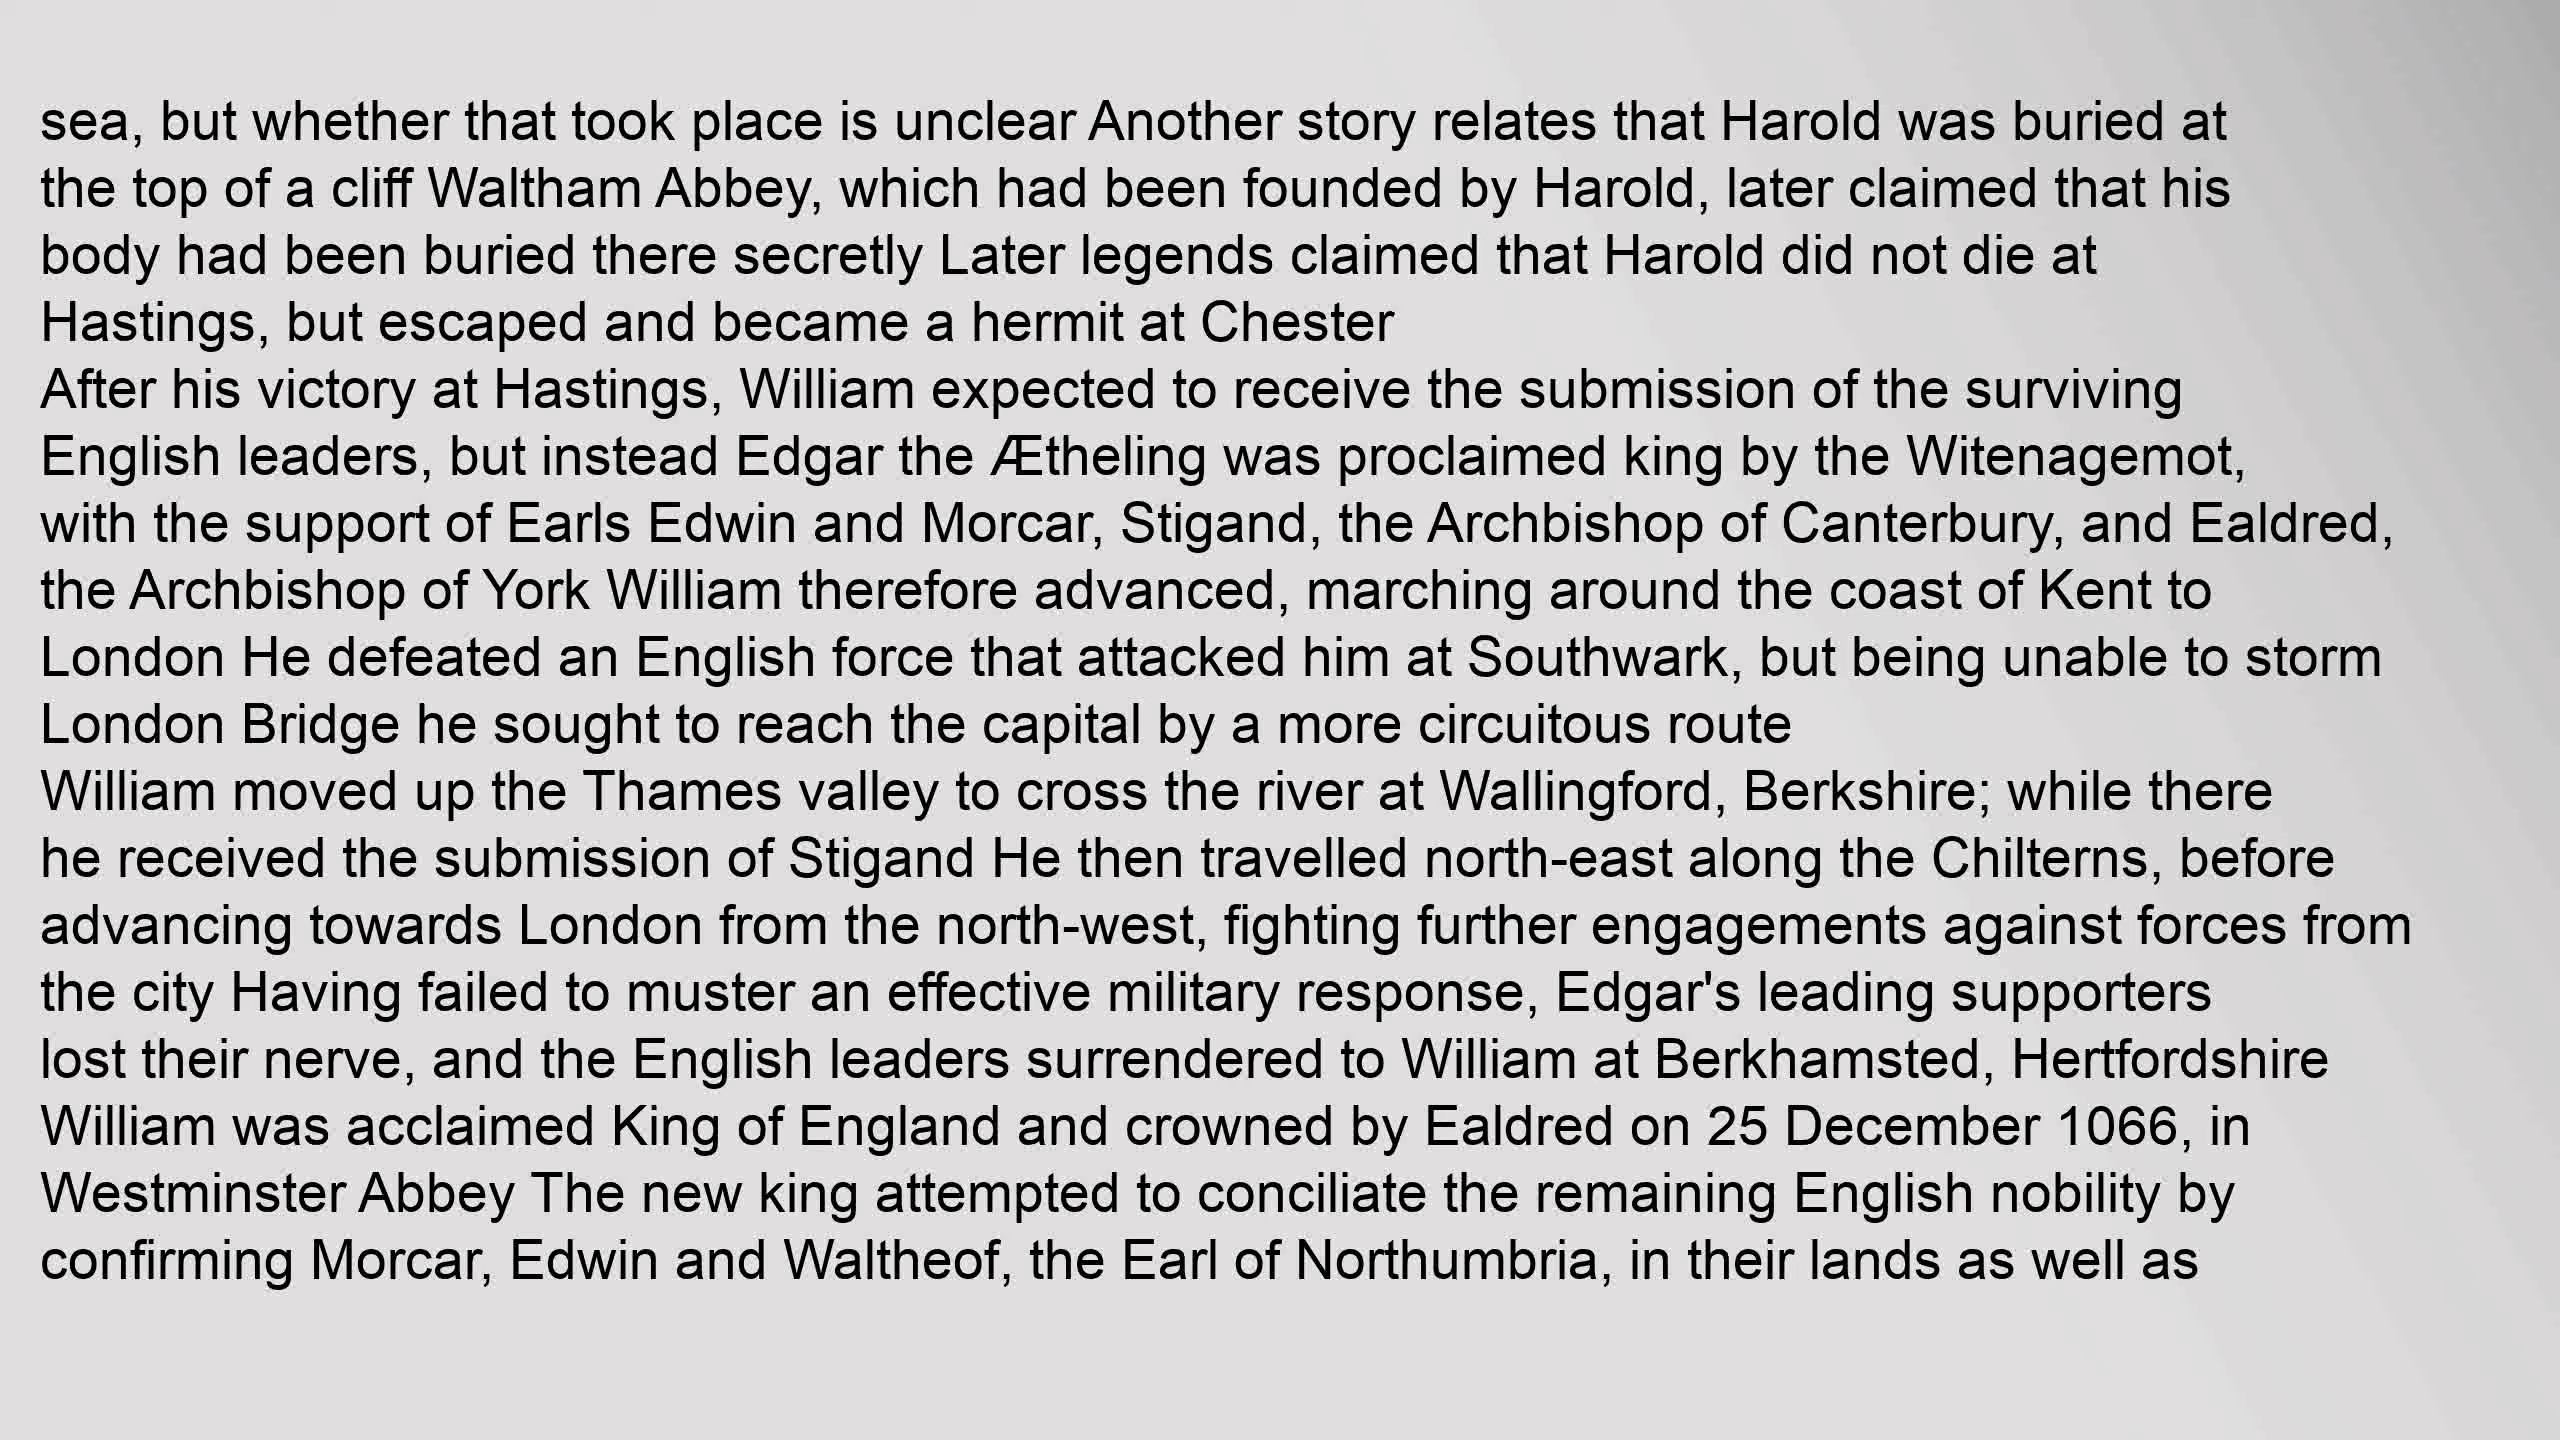 sea, but whether that took place is unclear Another story relates that Harold was buried at
the top of a cliff Waltham Abbey, which had been founded by Harold, later claimed that his
body had been buried there secretly Later legends claimed that Harold did not die at
Hastings, but escaped and became a hermit at Chester
After his victory at Hastings, William expected to receive the submission of the surviving
English leaders, but instead Edgar the Ætheling was proclaimed king by the Witenagemot,
with the support of Earls Edwin and Morcar, Stigand, the Archbishop of Canterbury, and Ealdred,
the Archbishop of York William therefore advanced, marching around the coast of Kent to
London He defeated an English force that attacked him at Southwark, but being unable to storm
London Bridge he sought to reach the capital by a more circuitous route
William moved up the Thames valley to cross the river at Wallingford, Berkshire; while there
he received the submission of Stigand He then travelled north-east along the Chilterns, before
advancing towards London from the north-west, fighting further engagements against forces from
the city Having failed to muster an effective military response, Edgar's leading supporters
lost their nerve, and the English leaders surrendered to William at Berkhamsted, Hertfordshire
William was acclaimed King of England and crowned by Ealdred on 25 December 1066, in
Westminster Abbey The new king attempted to conciliate the remaining English nobility by
confirming Morcar, Edwin and Waltheof, the Earl of Northumbria, in their lands as well as